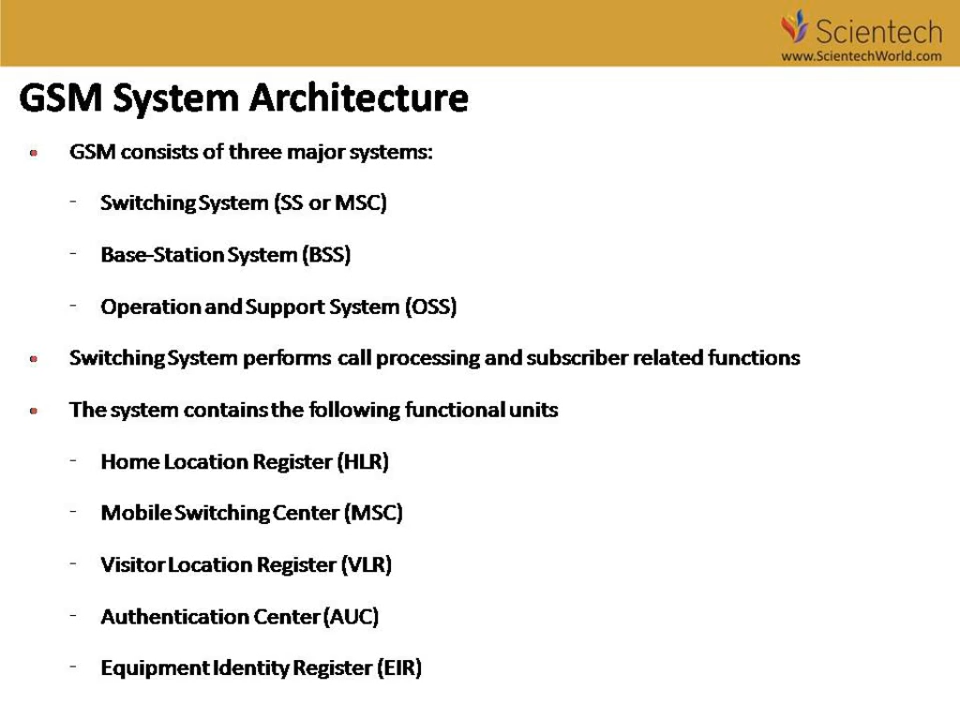 Scientech
www.ScientechWorld.com
GSM System Architecture
• GSM consists of three major systems:
- Switching System (SS or MSC)
- Base-Station System (BSS)
- Operation and Support System (OSS)
• Switching System performs call processing and subscriber related functions
• The system contains the following functional units
- Home Location Register (HLR)
- Mobile Switching Center (MSC)
- Visitor Location Register (VLR)
- Authentication Center (AUC)
- Equipment Identity Register (EIR)